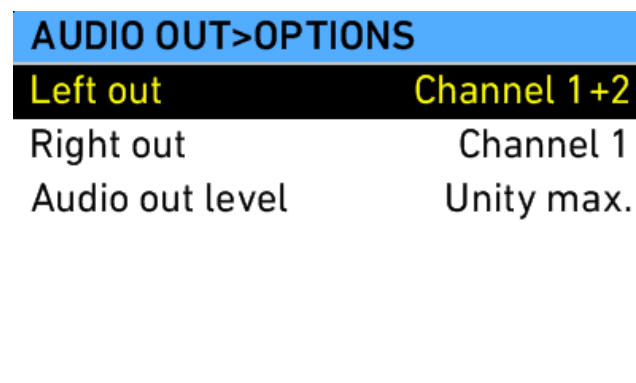 AUDIO OUT>OPTIONS
Left out Channel 1+2
Right out Channel 1
Audio out level Unity max.